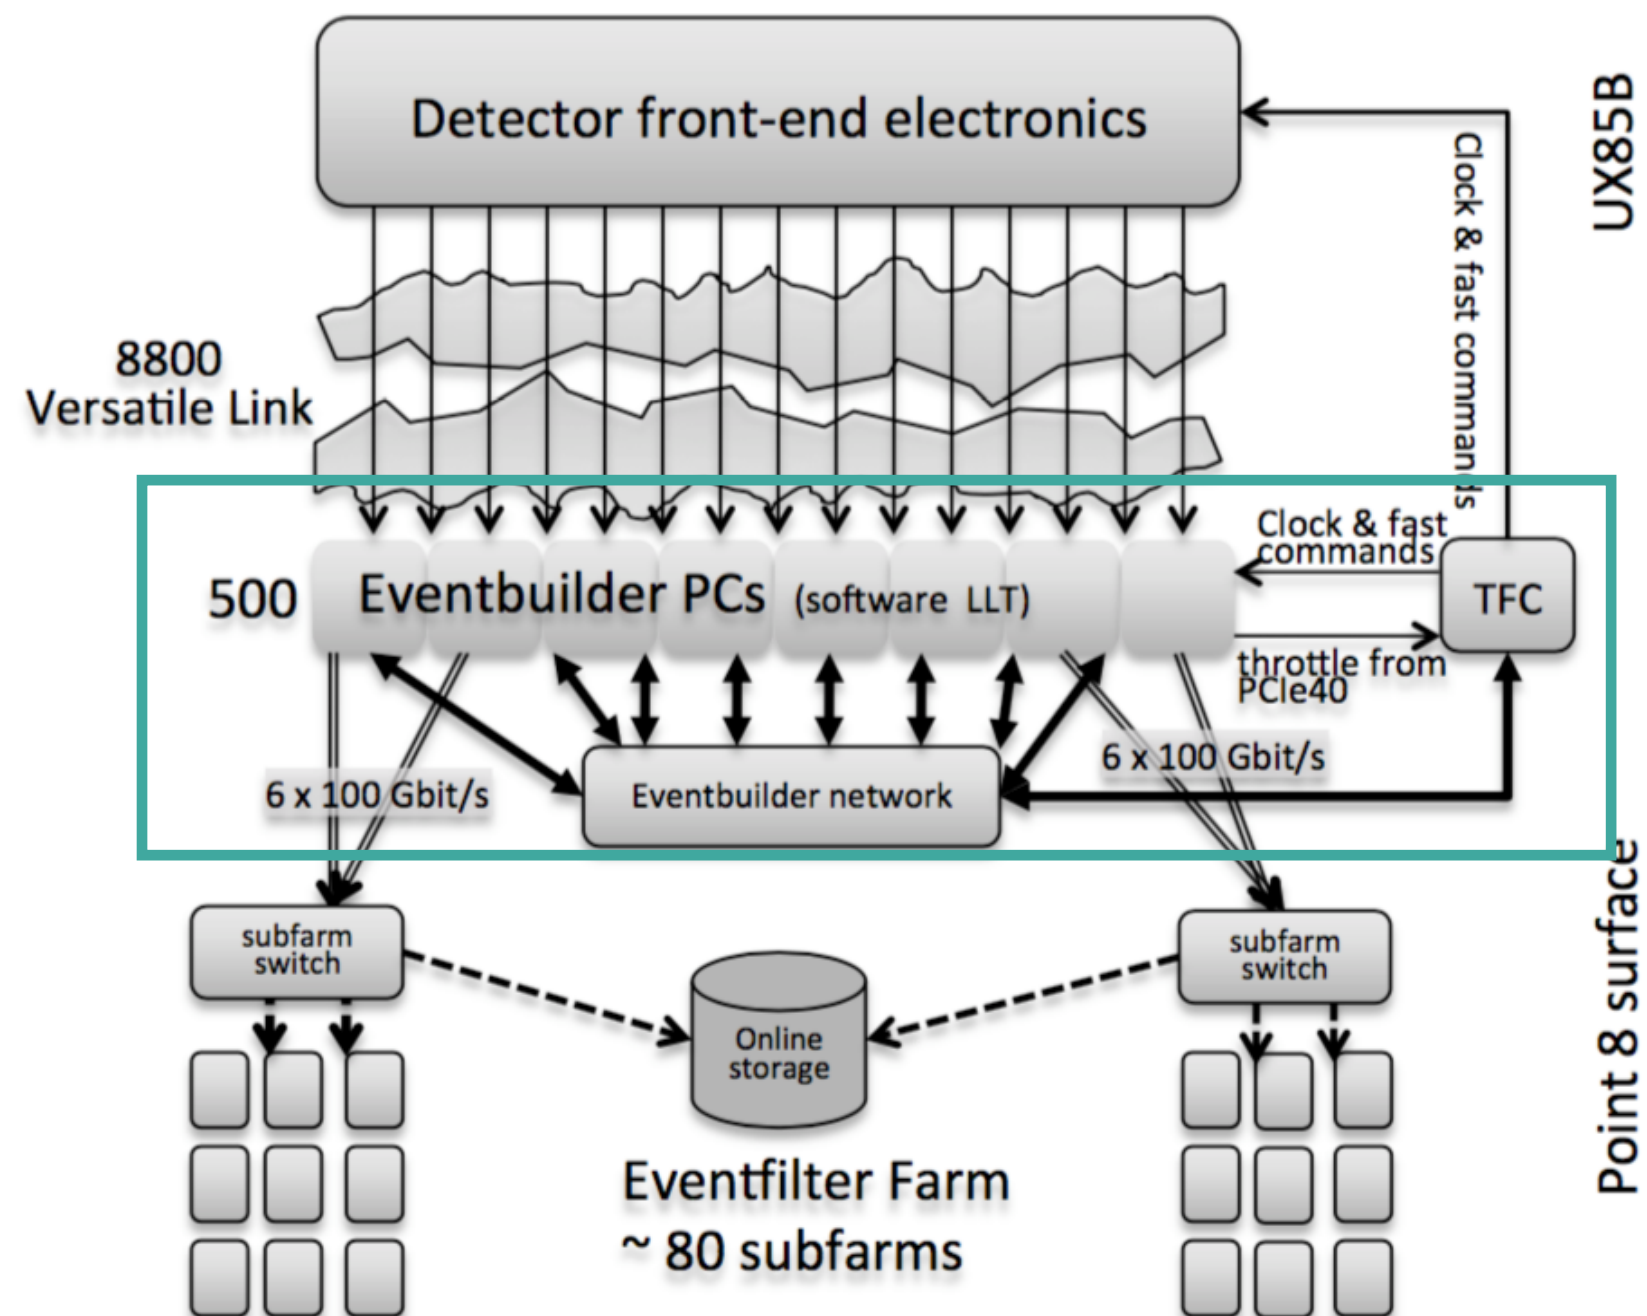 Detector front-end electronics
UX85B
Clock & fast commands
8800
Versatile Link
Clock & fast
commands
500
Eventbuilder PCs (software LLT)
TFC
throttle from
PCIe40
6 x 100 Gbit/s
6 x 100 Gbit/s
Eventbuilder network
Point 8 surface
subfarm
switch
subfarm
switch
Online
storage
Eventfilter Farm
~ 80 subfarms